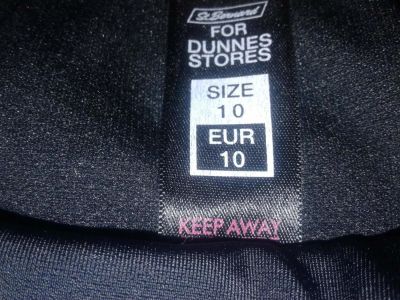 St. Bernard
FOR
DUNNES
STORES
SIZE
10
EUR
10
KEEP AWAY